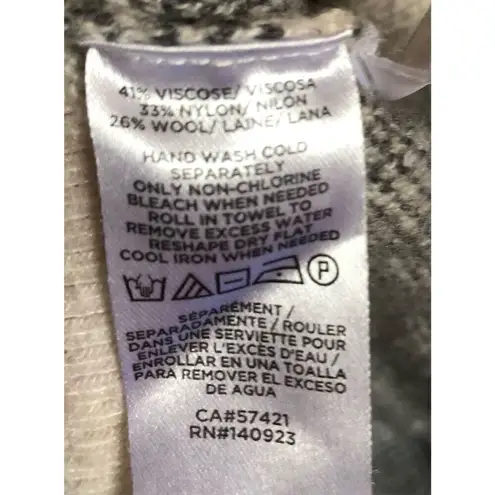 41% VISCOSE/ VISCOSA
33% NYLON/ NILON
26% WOOL/ LAINE/ LANA
HAND WASH COLD
SEPARATELY
ONLY NON-CHLORINE
BLEACH WHEN NEEDED
ROLL IN TOWEL TO
REMOVE EXCESS WATER
RESHAPE DRY FLAT
COOL IRON WHEN NEEDED
P
SÉPARÉMENT /
SEPARADAMENTE / ROULER
DANS UNE SERVIETTE POUR
ENLEVER L'EXCÈS D'EAU /
ENROLLAR EN UNA TOALLA
PARA REMOVER EL EXCESO
DE AGUA
CA#57421
RN#140923